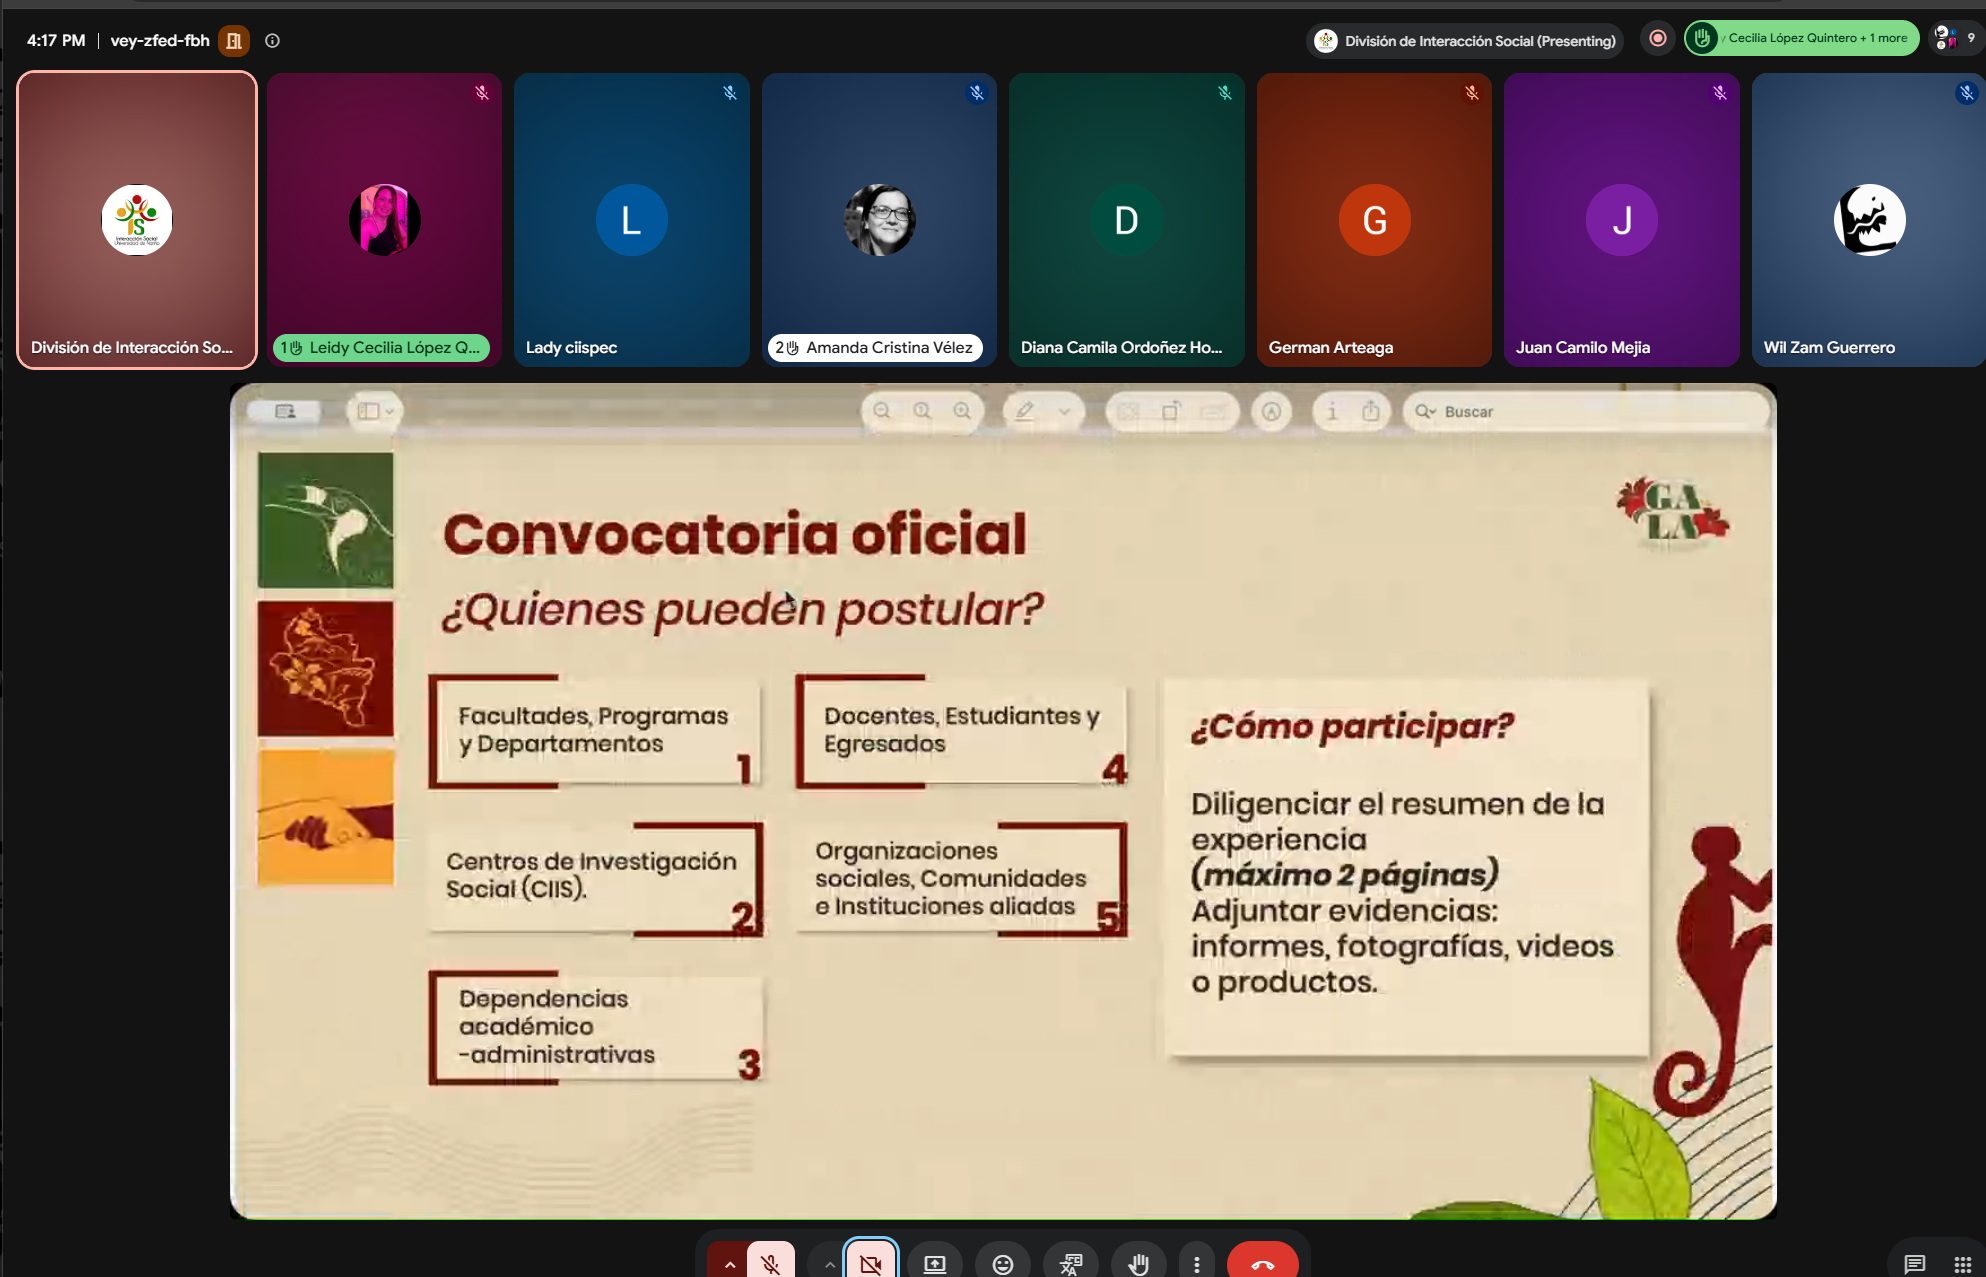 4:17 PM | vey-zfed-fbh
División de Interacción Social (Presenting)
Cecilia López Quintero + 1 more
9
División de Interacción So...
1 Leidy Cecilia López Q...
L
Lady ciispec
2 Amanda Cristina Vélez
D
Diana Camila Ordoñez Ho...
G
German Arteaga
J
Juan Camilo Mejia
Wil Zam Guerrero
Buscar
GA
LA
Convocatoria oficial
¿Quienes pueden postular?
Facultades, Programas
y Departamentos
1
Centros de Investigación
Social (CIIS).
2
Dependencias
académico
-administrativas
3
Docentes, Estudiantes y
Egresados
4
Organizaciones
sociales, Comunidades
e Instituciones aliadas
5
¿Cómo participar?
Diligenciar el resumen de la
experiencia
(máximo 2 páginas)
Adjuntar evidencias:
informes, fotografías, videos
o productos.